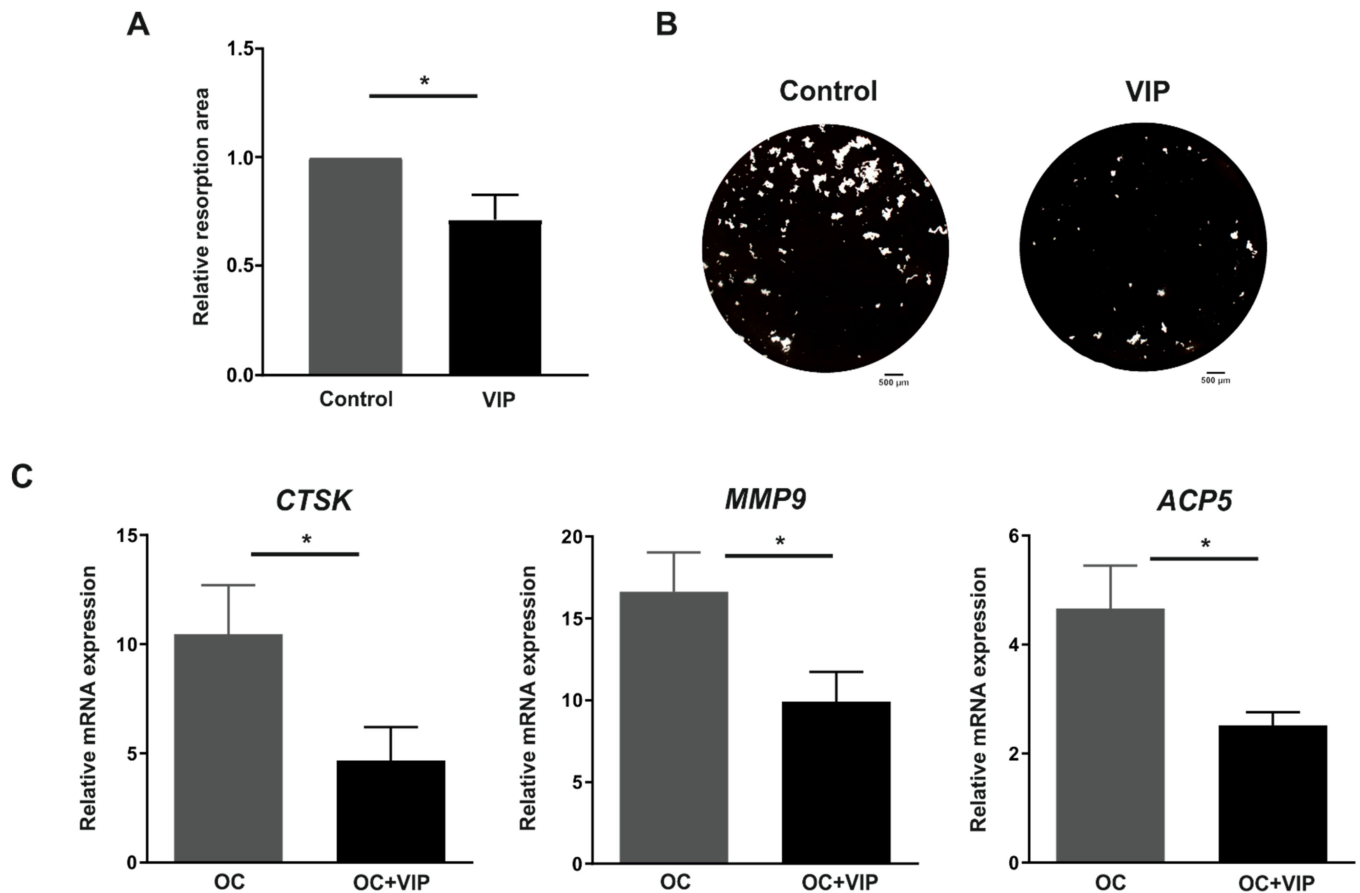 A
B
1.5
1.0
0.5
0.0
Relative resorption area
*
Control
VIP
Control
VIP
500 µm
500 µm
C
CTSK
15
10
5
0
Relative mRNA expression
*
OC
OC+VIP
MMP9
20
15
10
5
0
Relative mRNA expression
*
OC
OC+VIP
ACP5
6
4
2
0
Relative mRNA expression
*
OC
OC+VIP